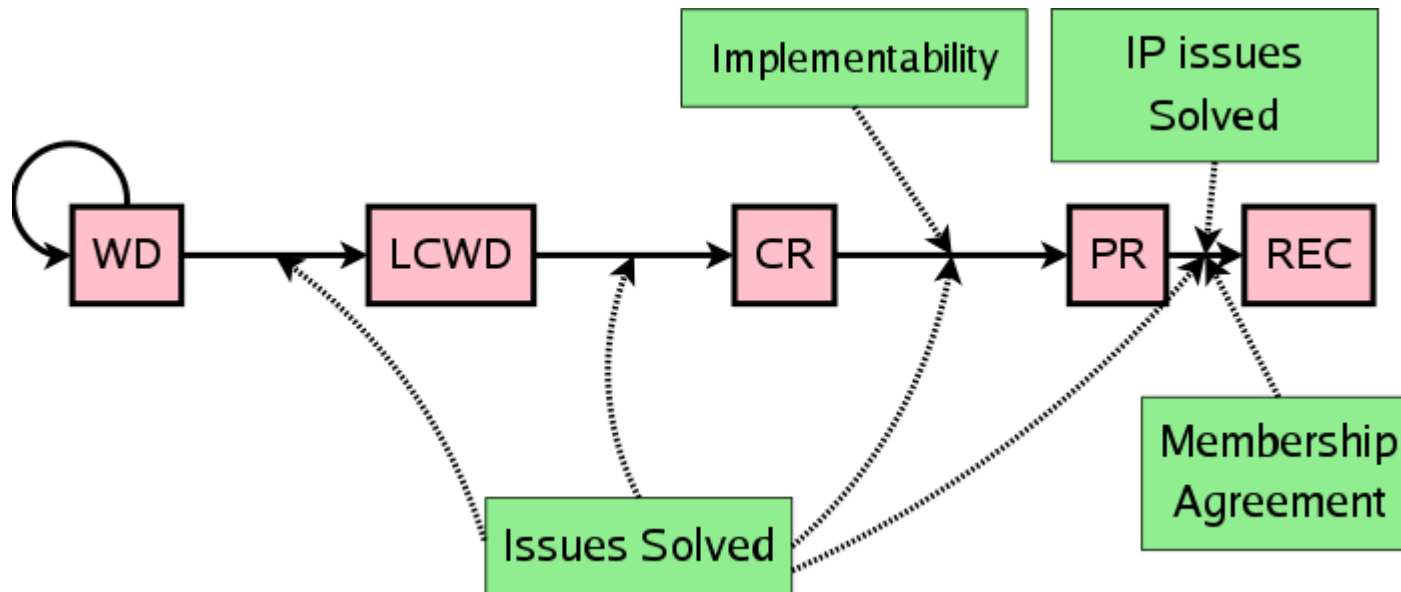 Implementability
IP issues
Solved
WD
LCWD
CR
PR
REC
Membership
Agreement
Issues Solved